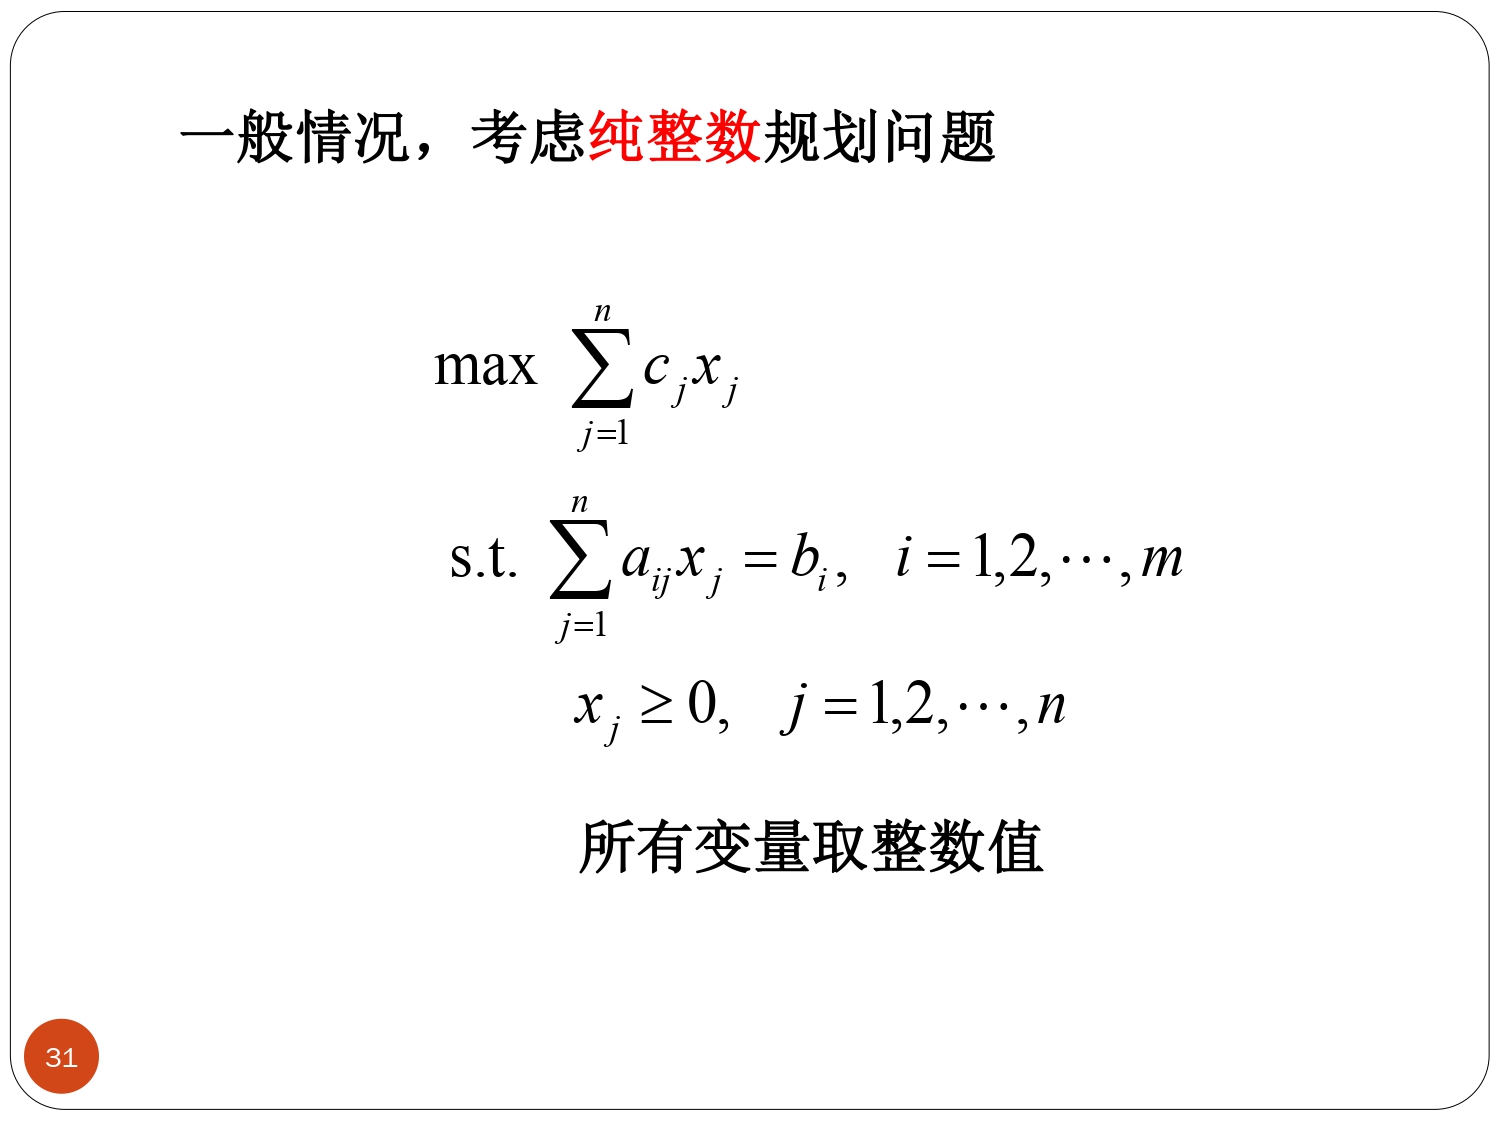 一般情况，考虑纯整数规划问题
max $\sum_{j=1}^{n} c_j x_j$
s.t. $\sum_{j=1}^{n} a_{ij} x_j = b_i, \quad i = 1,2,\cdots,m$
$x_j \geq 0, \quad j = 1,2,\cdots,n$
所有变量取整数值
31